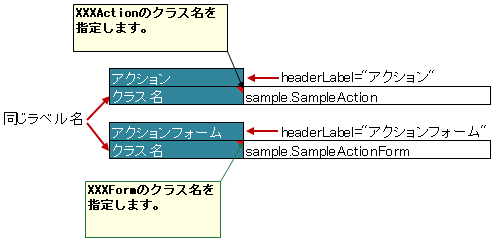 XXXActionのクラス名を
指定します。
アクション
headerLabel="アクション"
クラス名
sample.SampleAction
同じラベル名
アクションフォーム
headerLabel="アクションフォーム"
クラス名
sample.SampleActionForm
XXXFormのクラス名を
指定します。